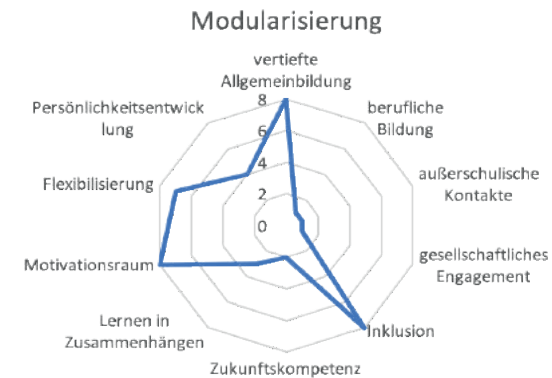 Modularisierung
vertiefte
Allgemeinbildung
8
6
4
2
0
berufliche
Bildung
außerschulische
Kontakte
gesellschaftliches
Engagement
Inklusion
Zukunftskompetenz
Lernen in
Zusammenhängen
Motivationsraum
Flexibilisierung
Persönlichkeitsentwick
lung